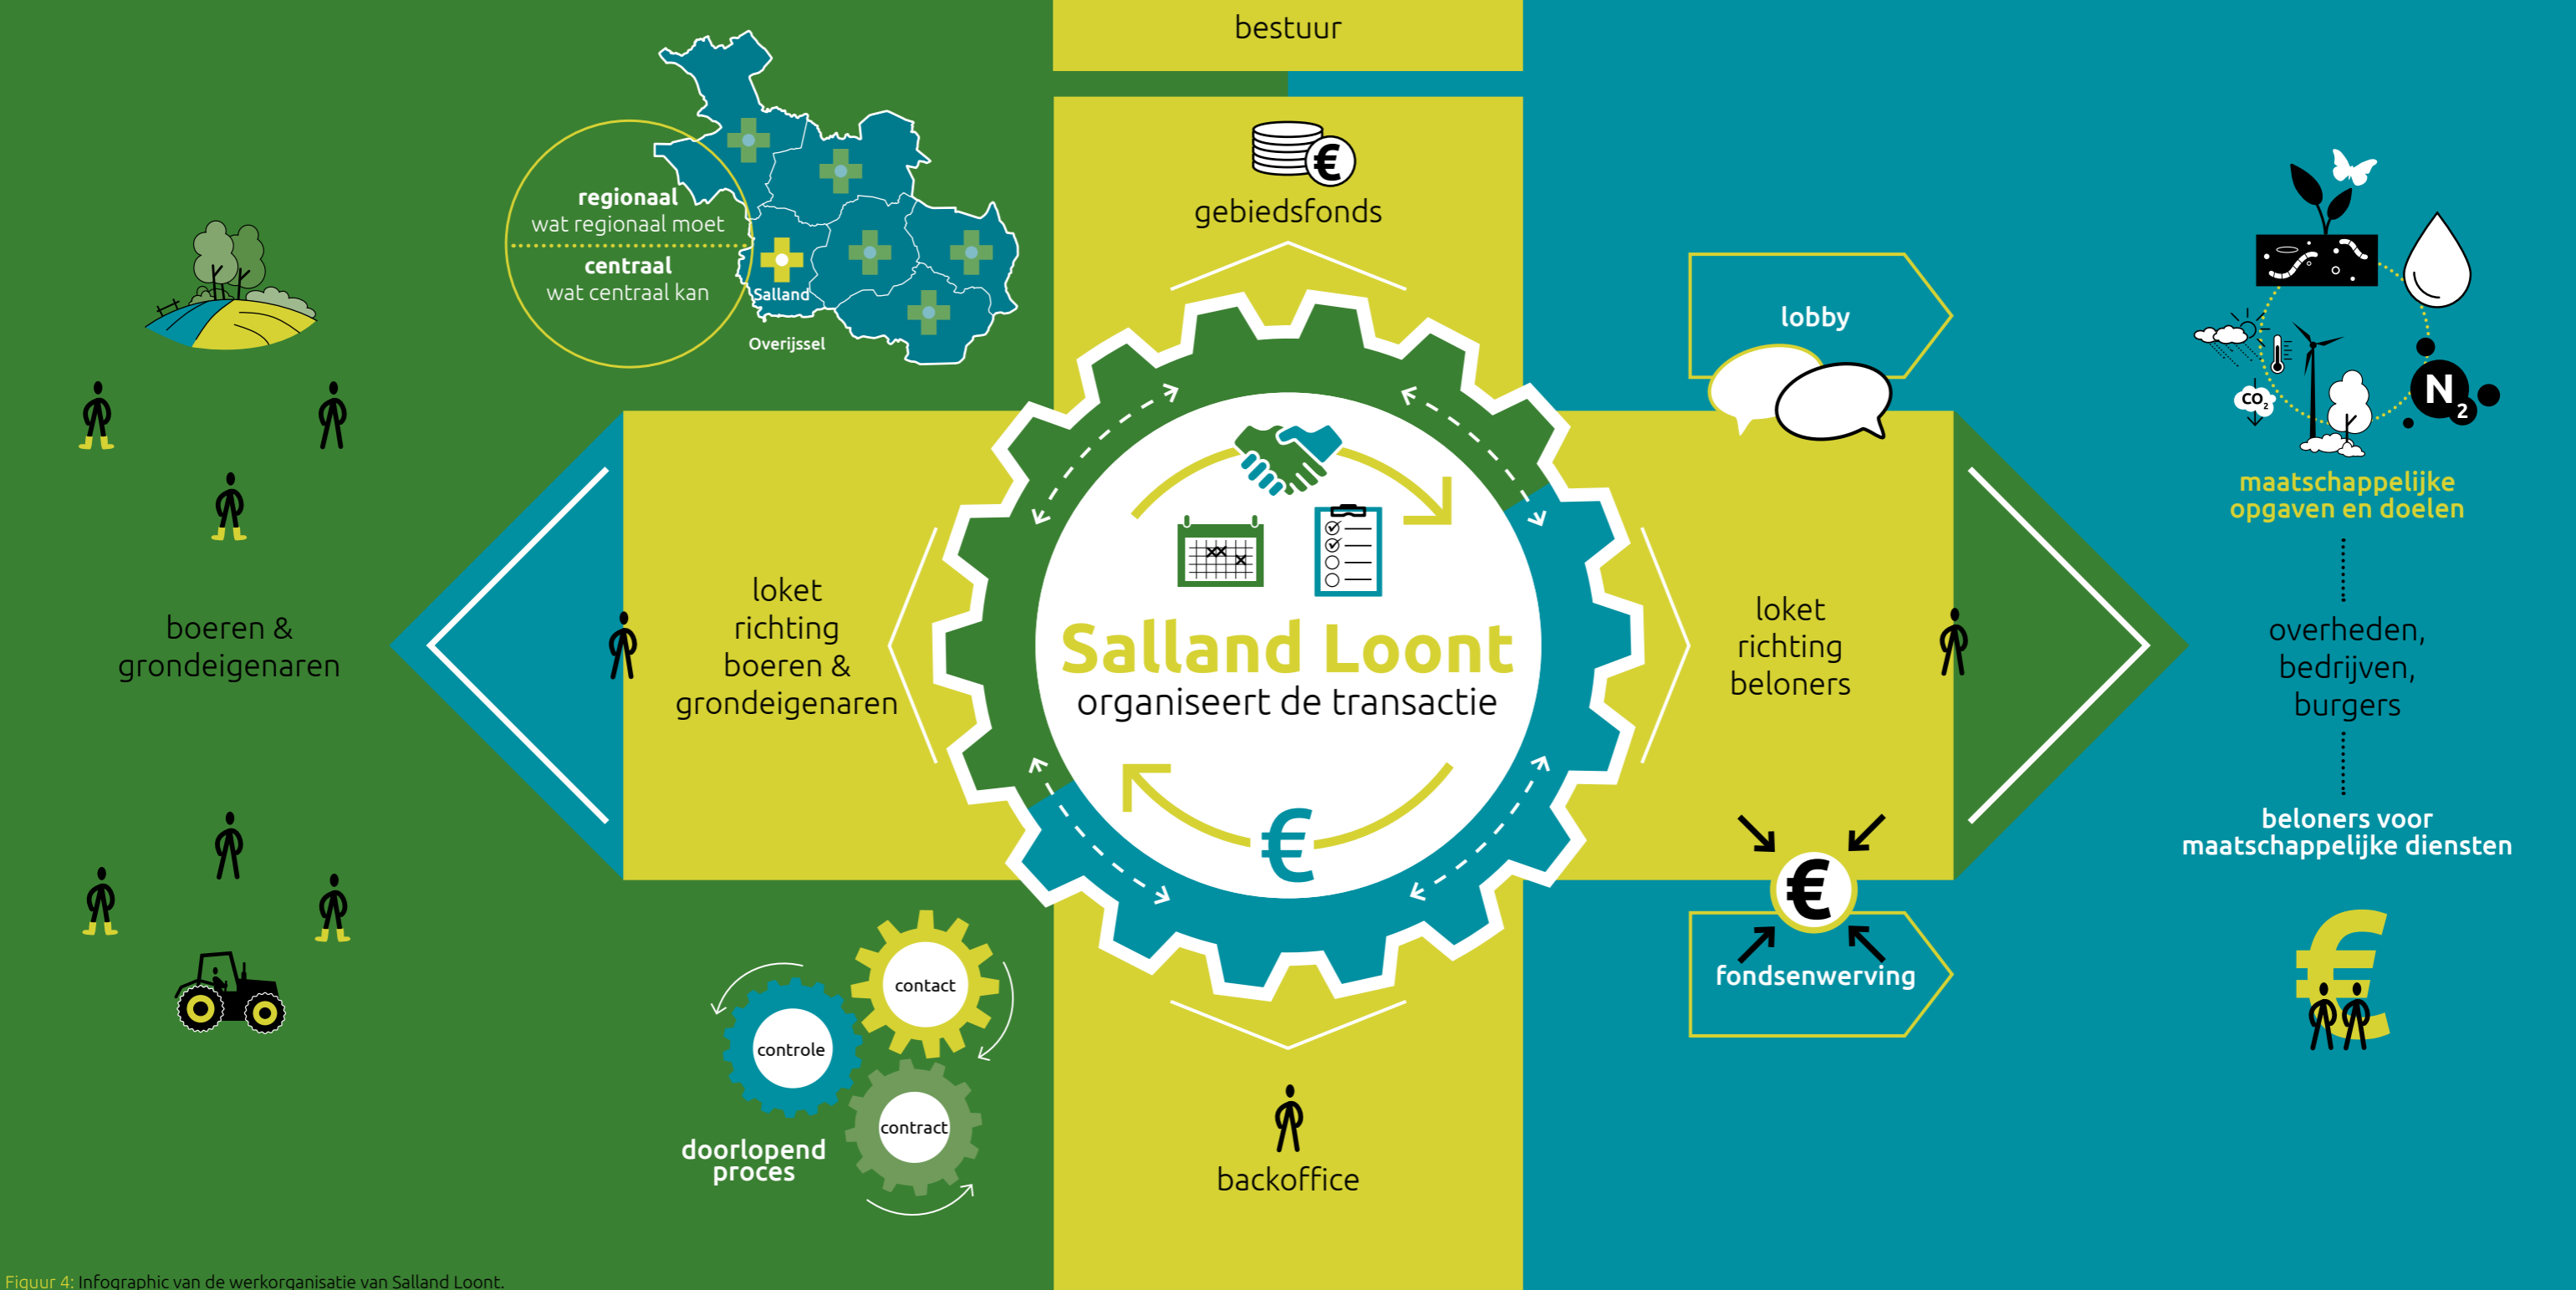 bestuur
gebiedsfonds
€
regionaal
wat regionaal moet
centraal
wat centraal kan
Salland
Overijssel
lobby
CO2
N2
maatschappelijke
opgaven en doelen
boeren &
grondeigenaren
loket
richting
boeren &
grondeigenaren
Salland Loont
organiseert de transactie
€
loket
richting
beloners
overheden,
bedrijven,
burgers
beloners voor
maatschappelijke diensten
€
€
fondsenwerving
contact
controle
contract
doorlopend
proces
backoffice
Figuur 4: Infographic van de werkorganisatie van Salland Loont.